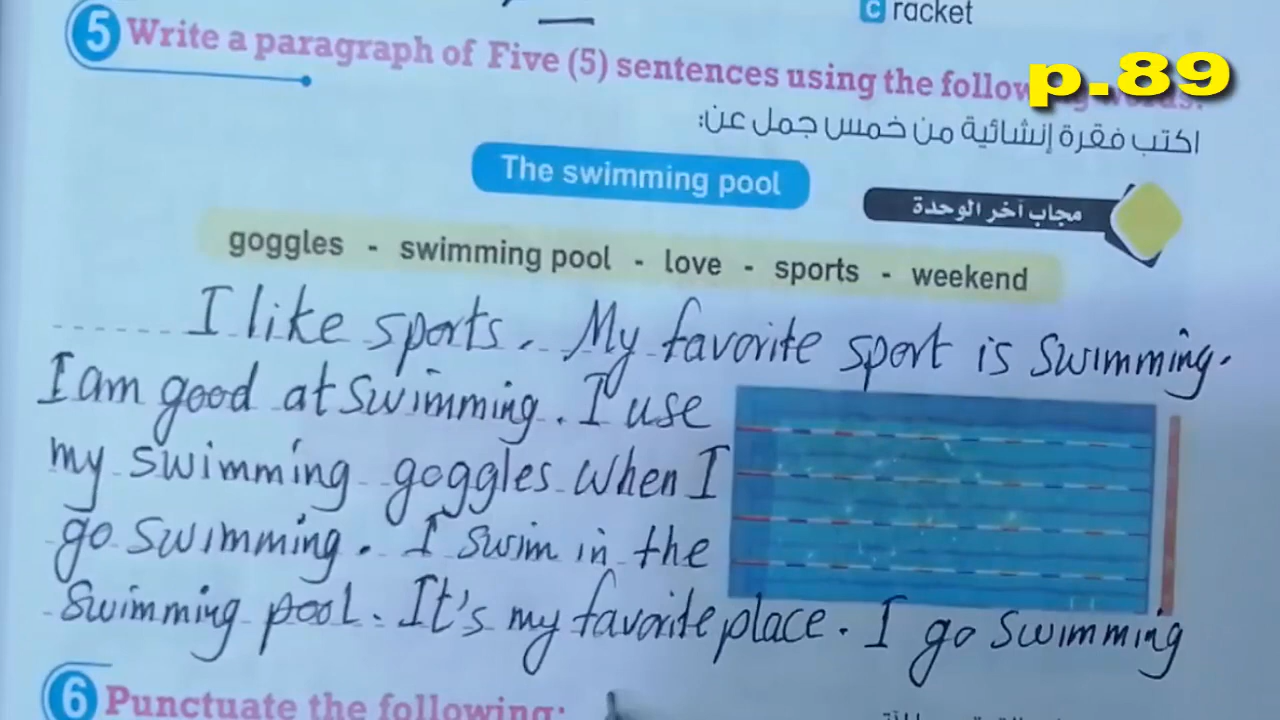 c racket
5 Write a paragraph of Five (5) sentences using the following words:
p.89
اكتب فقرة إنشائية من خمس جمل عن:
The swimming pool
مجاب آخر الوحدة
goggles - swimming pool - love - sports - weekend
I like sports. My favorite sport is swimming.
I am good at swimming. I use
my swimming goggles when I
go swimming. I swim in the
swimming pool. It's my favorite place. I go swimming
6 Punctuate the following: